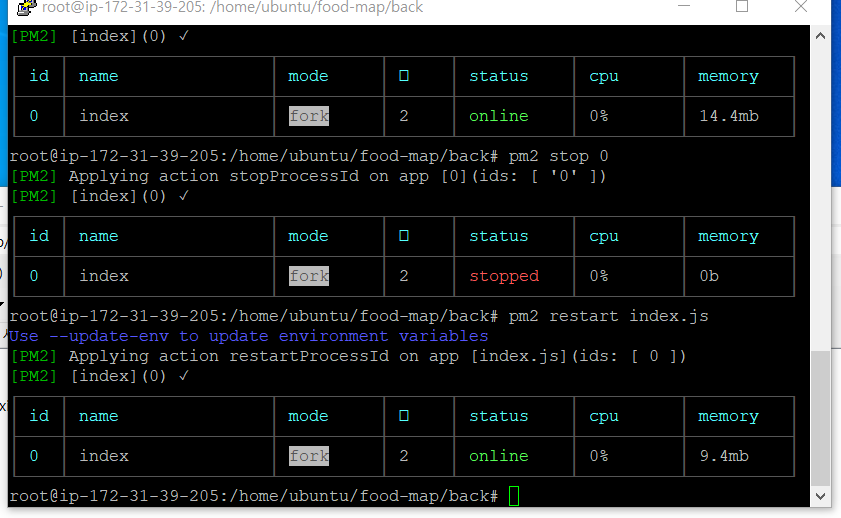 root@ip-172-31-39-205: /home/ubuntu/food-map/back
[PM2] [index](0) ✓
id name mode status cpu memory
0 index fork 2 online 0% 14.4mb
root@ip-172-31-39-205:/home/ubuntu/food-map/back# pm2 stop 0
[PM2] Applying action stopProcessId on app [0](ids: [ '0' ])
[PM2] [index](0) ✓
id name mode status cpu memory
0 index fork 2 stopped 0% 0b
root@ip-172-31-39-205:/home/ubuntu/food-map/back# pm2 restart index.js
Use --update-env to update environment variables
[PM2] Applying action restartProcessId on app [index.js](ids: [ 0 ])
[PM2] [index](0) ✓
id name mode status cpu memory
0 index fork 2 online 0% 9.4mb
root@ip-172-31-39-205:/home/ubuntu/food-map/back#